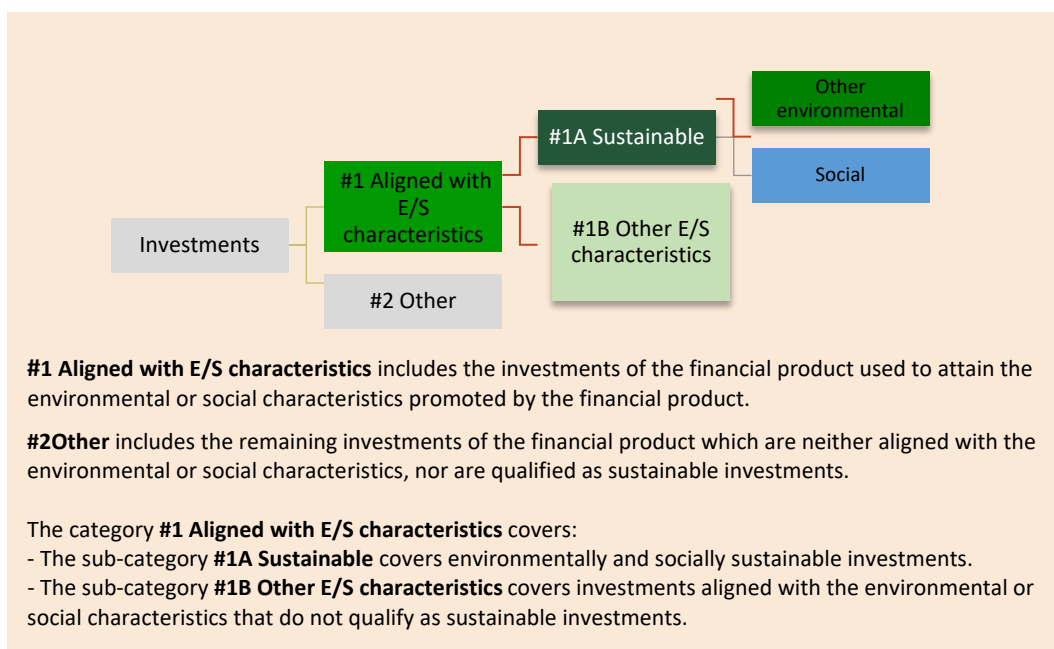 Other
environmental
#1A Sustainable
Social
#1 Aligned with
E/S
characteristics
#1B Other E/S
characteristics
Investments
#2 Other
#1 Aligned with E/S characteristics includes the investments of the financial product used to attain the
environmental or social characteristics promoted by the financial product.
#2Other includes the remaining investments of the financial product which are neither aligned with the
environmental or social characteristics, nor are qualified as sustainable investments.
The category #1 Aligned with E/S characteristics covers:
- The sub-category #1A Sustainable covers environmentally and socially sustainable investments.
- The sub-category #1B Other E/S characteristics covers investments aligned with the environmental or
social characteristics that do not qualify as sustainable investments.